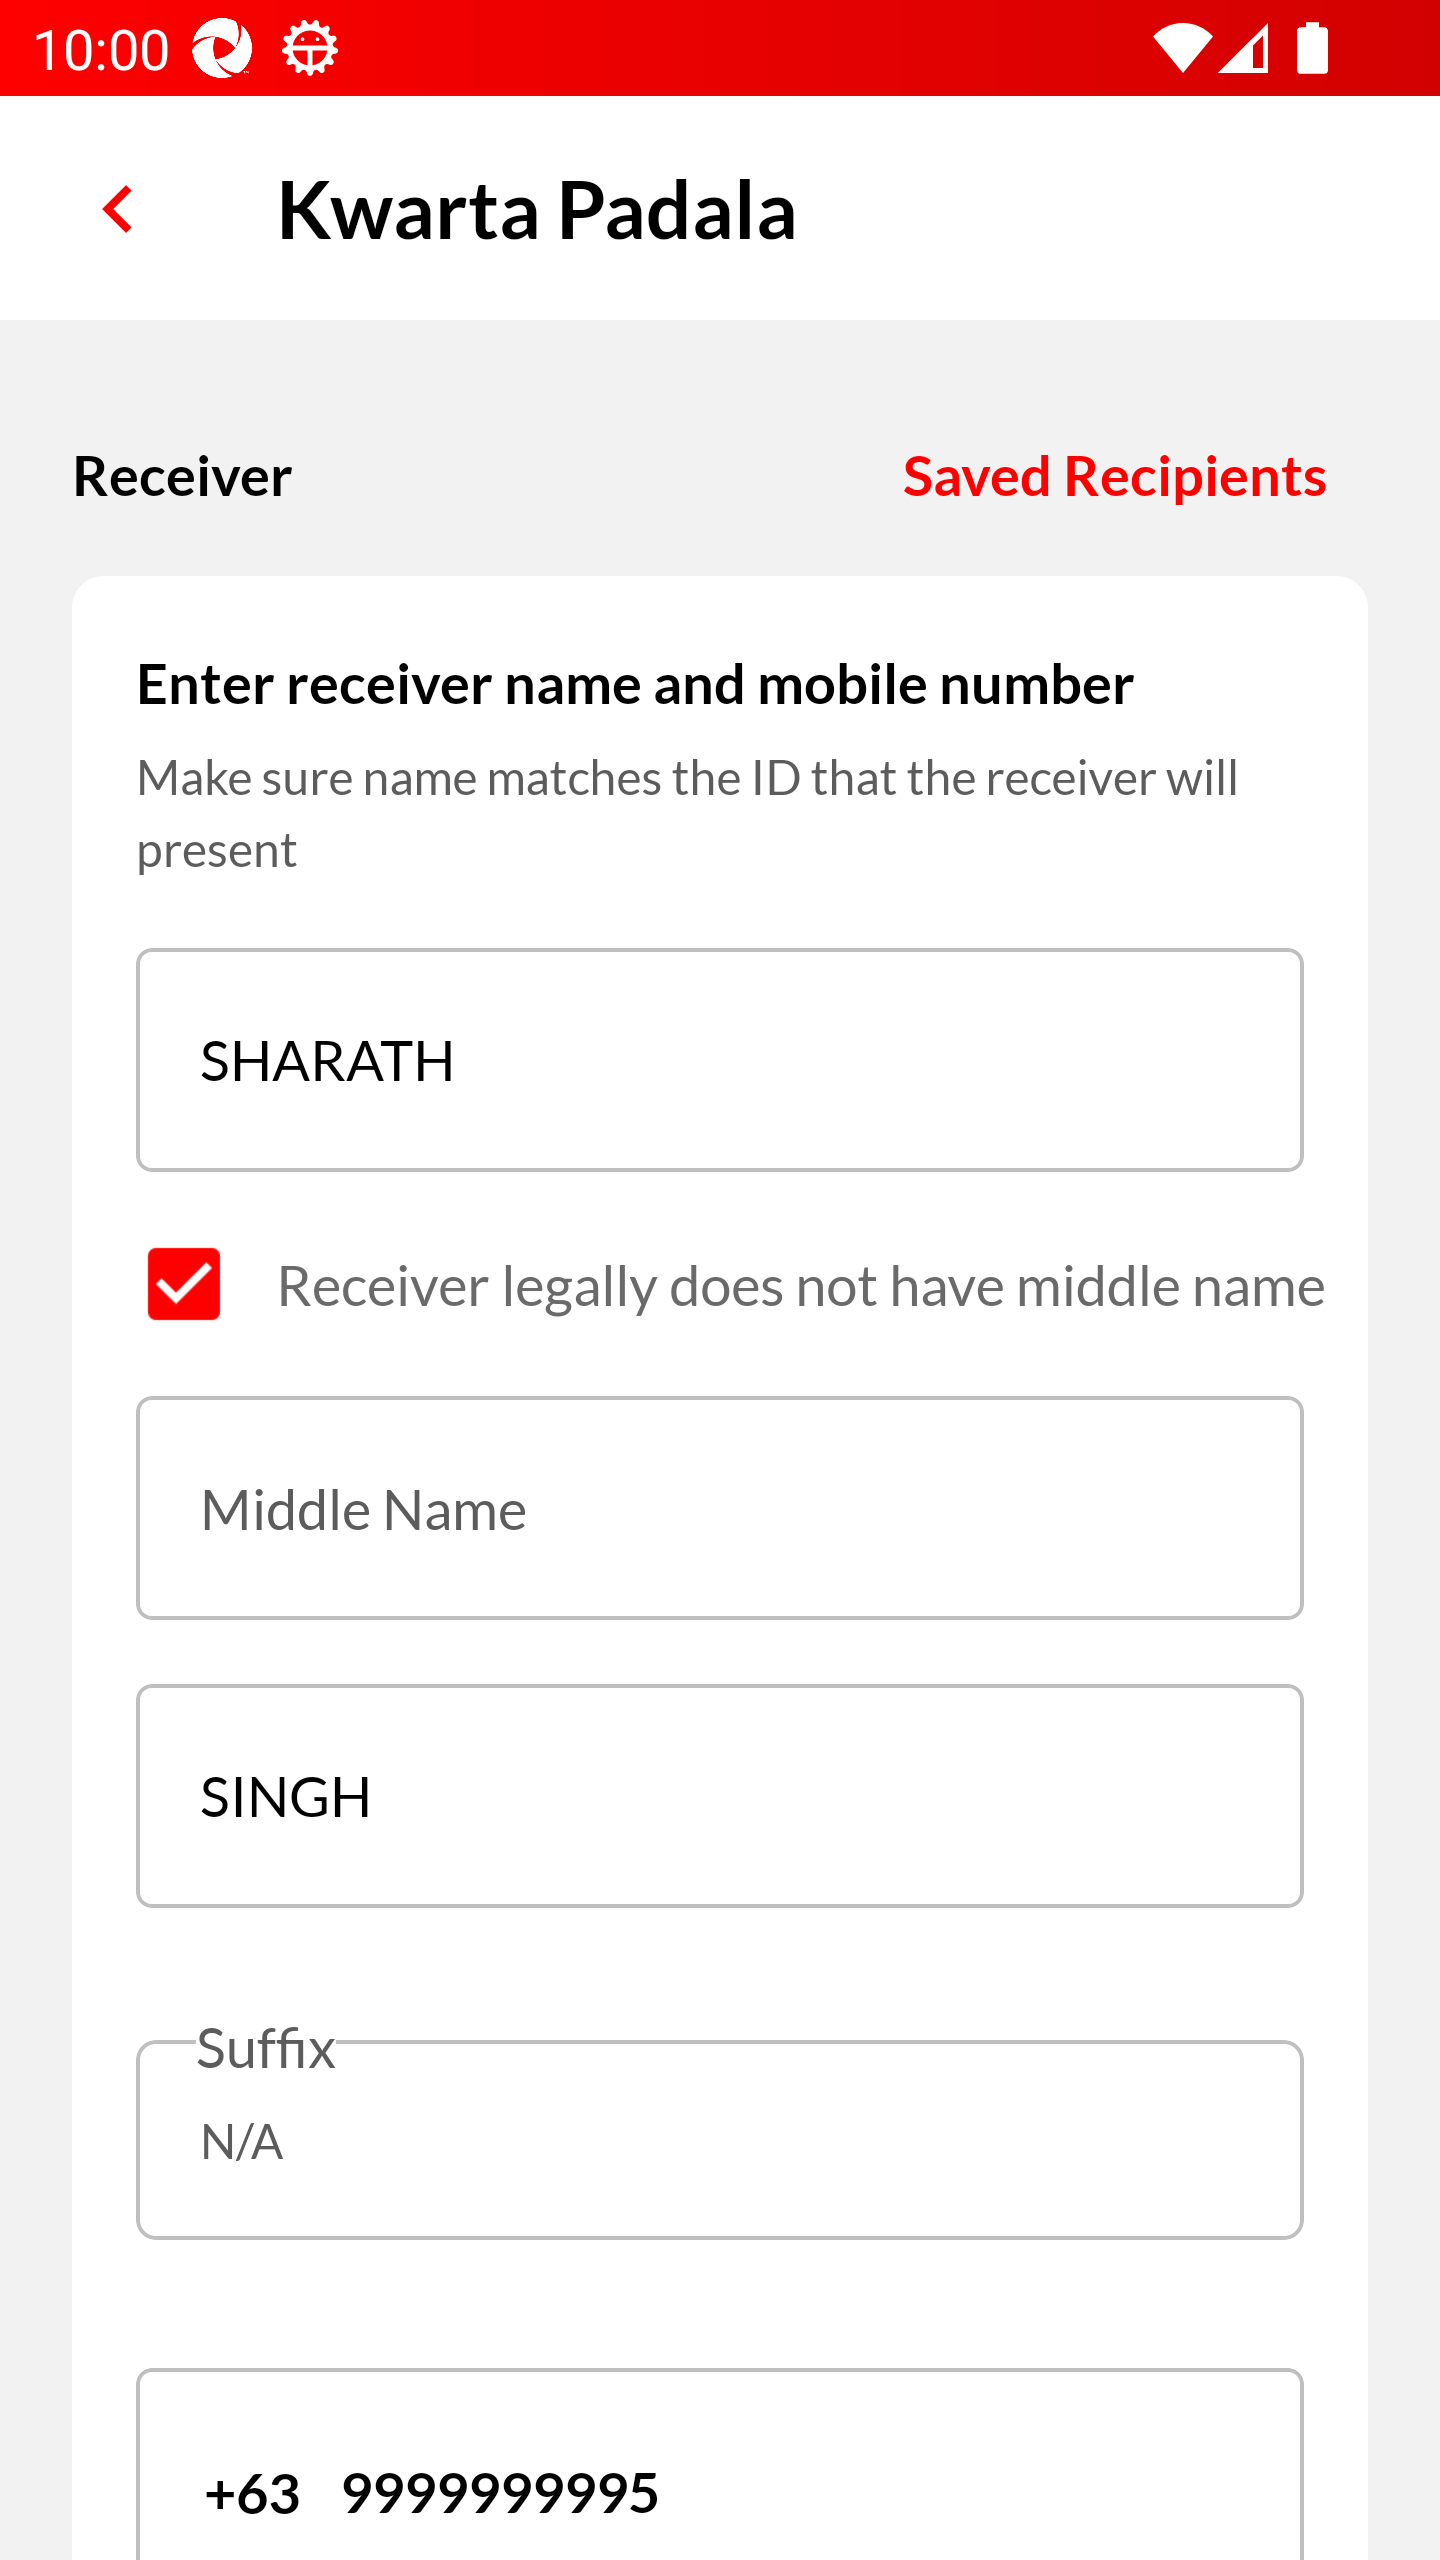 10:00
Kwarta Padala
Receiver
Saved Recipients
Enter receiver name and mobile number
Make sure name matches the ID that the receiver will
present
SHARATH
Receiver legally does not have middle name
Middle Name
SINGH
Suffix
N/A
+63 9999999995